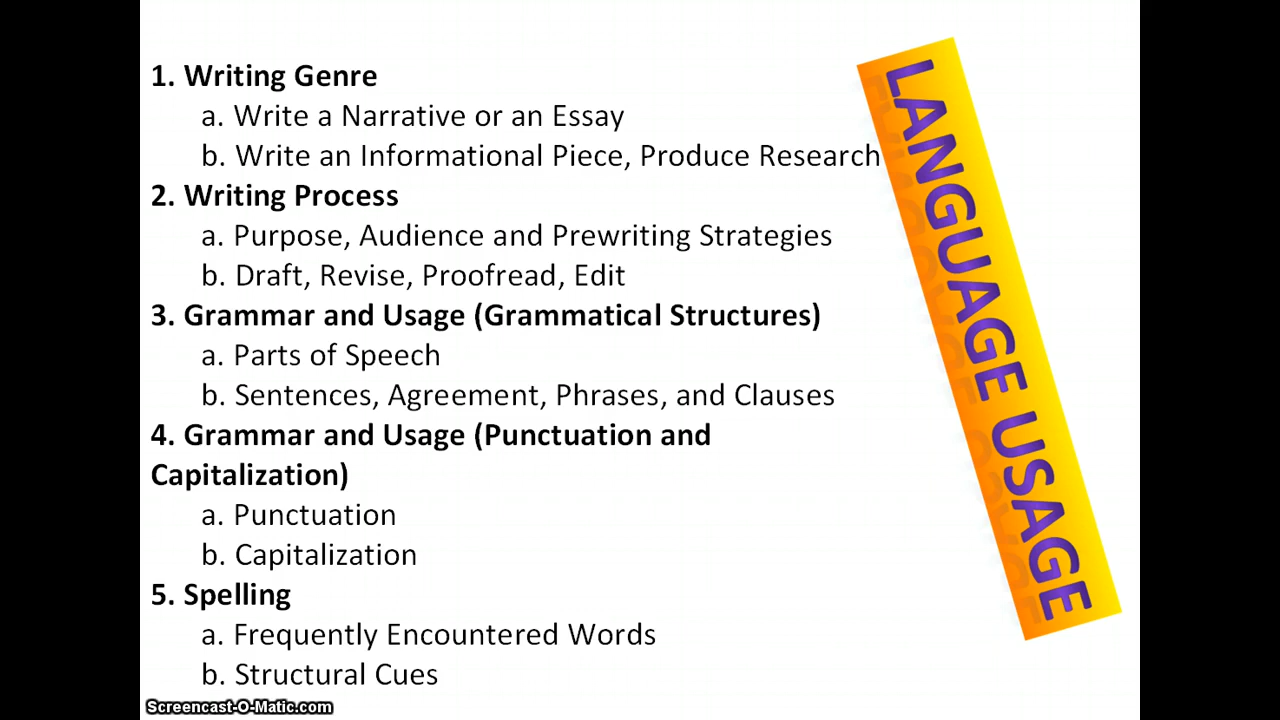 1. Writing Genre
a. Write a Narrative or an Essay
b. Write an Informational Piece, Produce Research
2. Writing Process
a. Purpose, Audience and Prewriting Strategies
b. Draft, Revise, Proofread, Edit
3. Grammar and Usage (Grammatical Structures)
a. Parts of Speech
b. Sentences, Agreement, Phrases, and Clauses
4. Grammar and Usage (Punctuation and
Capitalization)
a. Punctuation
b. Capitalization
5. Spelling
a. Frequently Encountered Words
b. Structural Cues
LANGUAGE USAGE
Screencast-O-Matic.com